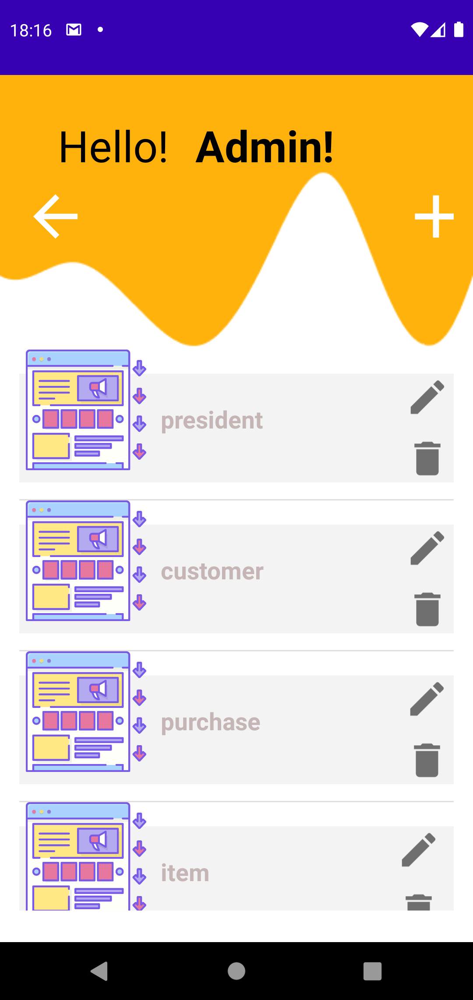 18:16
Hello! Admin!
president
customer
purchase
item